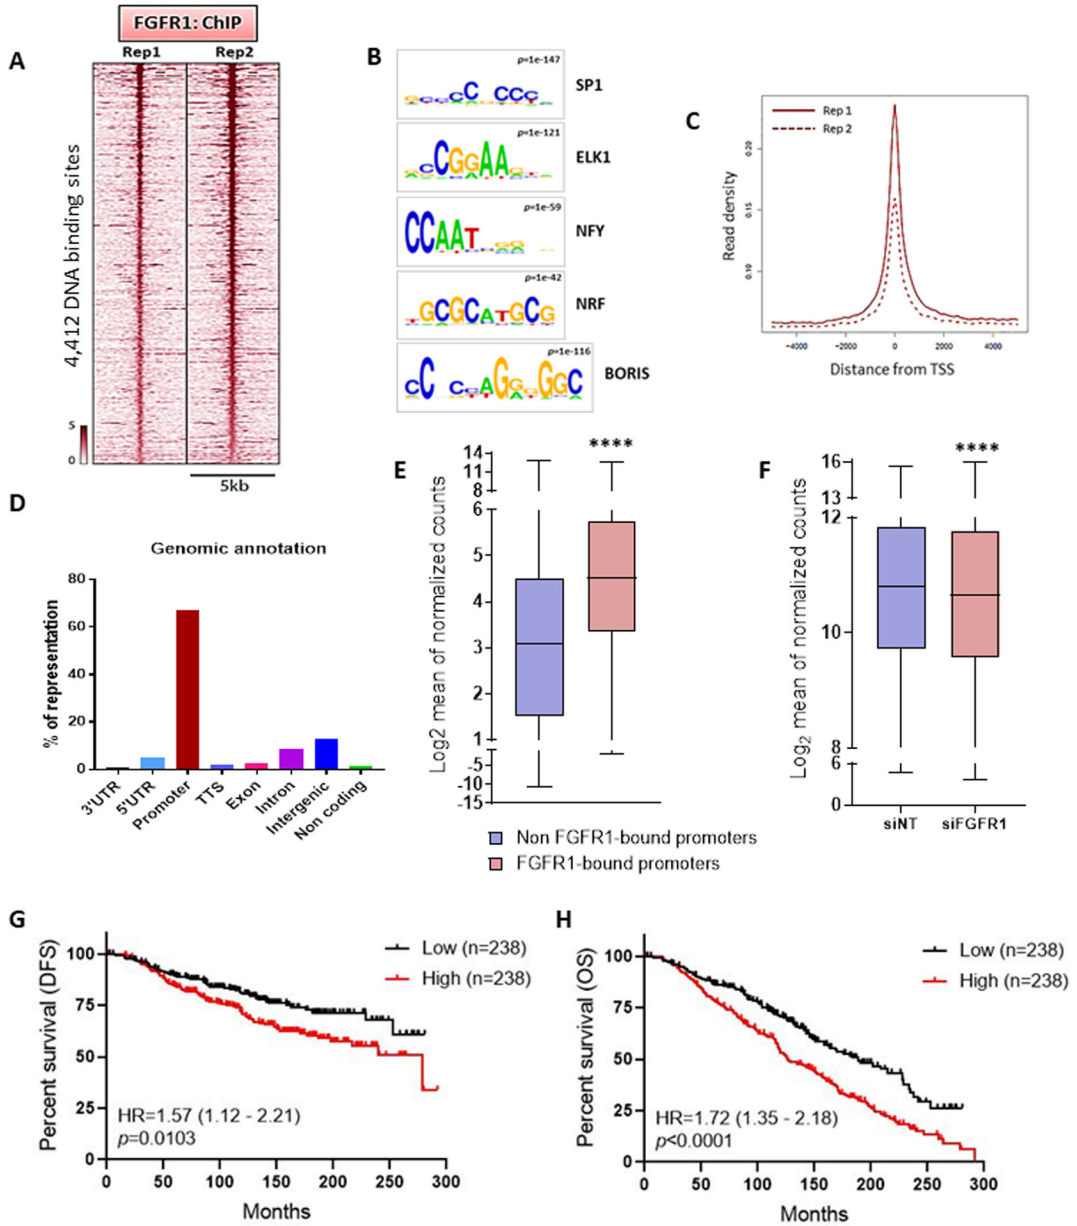 FGFR1: ChIP
A
Rep1
Rep2
4,412 DNA binding sites
5
0
5kb
B
p=1e-147
SP1
p=1e-121
ELK1
p=1e-59
CCAAT
NFY
p=1e-42
GCGCATGCG
NRF
p=1e-116
BORIS
C
Rep 1
Rep 2
Read density
0.20
0.15
0.10
-4000
-2000
0
2000
4000
Distance from TSS
D
Genomic annotation
% of representation
80
60
40
20
0
3'UTR
5'UTR
Promoter
TTS
Exon
Intron
Intergenic
Non coding
E
Log2 mean of normalized counts
14
11
8
6
5
4
3
2
1
-5
-10
-15
****
Non FGFR1-bound promoters
FGFR1-bound promoters
F
Log2 mean of normalized counts
16
13
12
10
8
6
0
****
siNT
siFGFR1
G
Percent survival (DFS)
100
75
50
25
0
Low (n=238)
High (n=238)
HR=1.57 (1.12 - 2.21)
p=0.0103
0
50
100
150
200
250
300
Months
H
Percent survival (OS)
100
75
50
25
0
Low (n=238)
High (n=238)
HR=1.72 (1.35 - 2.18)
p<0.0001
0
50
100
150
200
250
300
Months